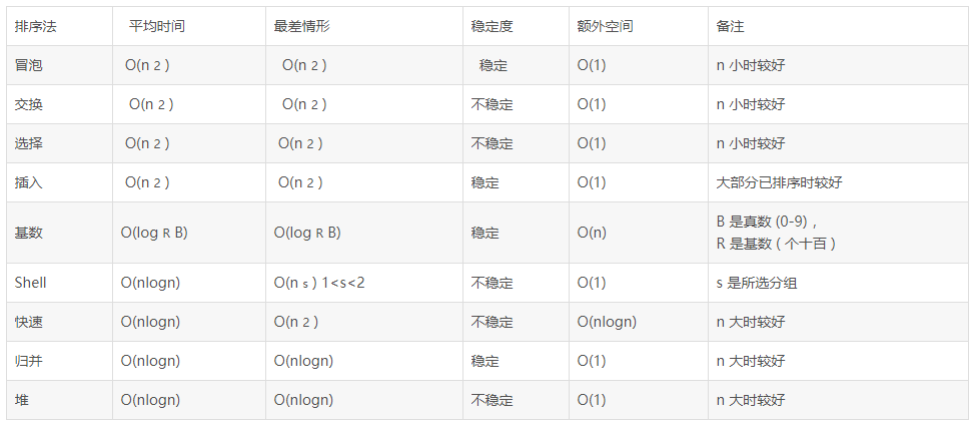 排序法 平均时间 最差情形 稳定度 额外空间 备注
冒泡 O(n 2 ) O(n 2 ) 稳定 O(1) n 小时较好
交换 O(n 2 ) O(n 2 ) 不稳定 O(1) n 小时较好
选择 O(n 2 ) O(n 2 ) 不稳定 O(1) n 小时较好
插入 O(n 2 ) O(n 2 ) 稳定 O(1) 大部分已排序时较好
基数 O(log R B) O(log R B) 稳定 O(n) B 是真数 (0-9)，
R 是基数 ( 个十百 )
Shell O(nlogn) O(n s ) 1<s<2 不稳定 O(1) s 是所选分组
快速 O(nlogn) O(n 2 ) 不稳定 O(nlogn) n 大时较好
归并 O(nlogn) O(nlogn) 稳定 O(1) n 大时较好
堆 O(nlogn) O(nlogn) 不稳定 O(1) n 大时较好